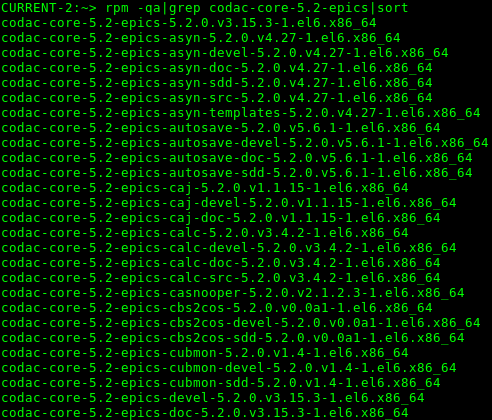 CURRENT-2:~> rpm -qa|grep codac-core-5.2-epics|sort
codac-core-5.2-epics-5.2.0.v3.15.3-1.el6.x86_64
codac-core-5.2-epics-asyn-5.2.0.v4.27-1.el6.x86_64
codac-core-5.2-epics-asyn-devel-5.2.0.v4.27-1.el6.x86_64
codac-core-5.2-epics-asyn-doc-5.2.0.v4.27-1.el6.x86_64
codac-core-5.2-epics-asyn-sdd-5.2.0.v4.27-1.el6.x86_64
codac-core-5.2-epics-asyn-src-5.2.0.v4.27-1.el6.x86_64
codac-core-5.2-epics-asyn-templates-5.2.0.v4.27-1.el6.x86_64
codac-core-5.2-epics-autosave-5.2.0.v5.6.1-1.el6.x86_64
codac-core-5.2-epics-autosave-devel-5.2.0.v5.6.1-1.el6.x86_64
codac-core-5.2-epics-autosave-doc-5.2.0.v5.6.1-1.el6.x86_64
codac-core-5.2-epics-autosave-sdd-5.2.0.v5.6.1-1.el6.x86_64
codac-core-5.2-epics-caj-5.2.0.v1.1.15-1.el6.x86_64
codac-core-5.2-epics-caj-devel-5.2.0.v1.1.15-1.el6.x86_64
codac-core-5.2-epics-caj-doc-5.2.0.v1.1.15-1.el6.x86_64
codac-core-5.2-epics-calc-5.2.0.v3.4.2-1.el6.x86_64
codac-core-5.2-epics-calc-devel-5.2.0.v3.4.2-1.el6.x86_64
codac-core-5.2-epics-calc-doc-5.2.0.v3.4.2-1.el6.x86_64
codac-core-5.2-epics-calc-src-5.2.0.v3.4.2-1.el6.x86_64
codac-core-5.2-epics-casnooper-5.2.0.v2.1.2.3-1.el6.x86_64
codac-core-5.2-epics-cbs2cos-5.2.0.v0.0a1-1.el6.x86_64
codac-core-5.2-epics-cbs2cos-devel-5.2.0.v0.0a1-1.el6.x86_64
codac-core-5.2-epics-cbs2cos-sdd-5.2.0.v0.0a1-1.el6.x86_64
codac-core-5.2-epics-cubmon-5.2.0.v1.4-1.el6.x86_64
codac-core-5.2-epics-cubmon-devel-5.2.0.v1.4-1.el6.x86_64
codac-core-5.2-epics-cubmon-sdd-5.2.0.v1.4-1.el6.x86_64
codac-core-5.2-epics-devel-5.2.0.v3.15.3-1.el6.x86_64
codac-core-5.2-epics-doc-5.2.0.v3.15.3-1.el6.x86_64